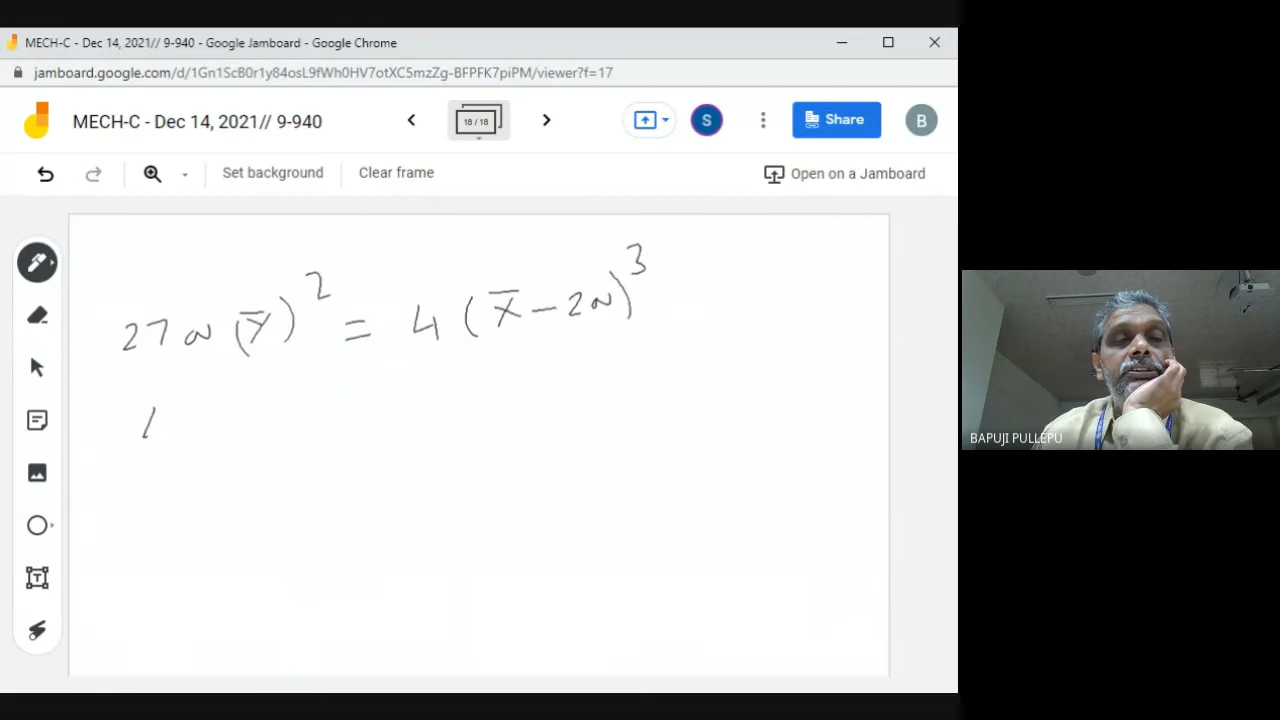 MECH-C - Dec 14, 2021// 9-940 - Google Jamboard - Google Chrome
jamboard.google.com/d/1Gn1ScB0r1y84osL9fWh0HV7otXC5mzZg-BFPFK7piPM/viewer?f=17
MECH-C - Dec 14, 2021// 9-940
18 / 18
S
Share
B
Set background
Clear frame
Open on a Jamboard
27a(x̄Y̅)² = 4(X̅-2a)³
BAPUJI PULLEPU